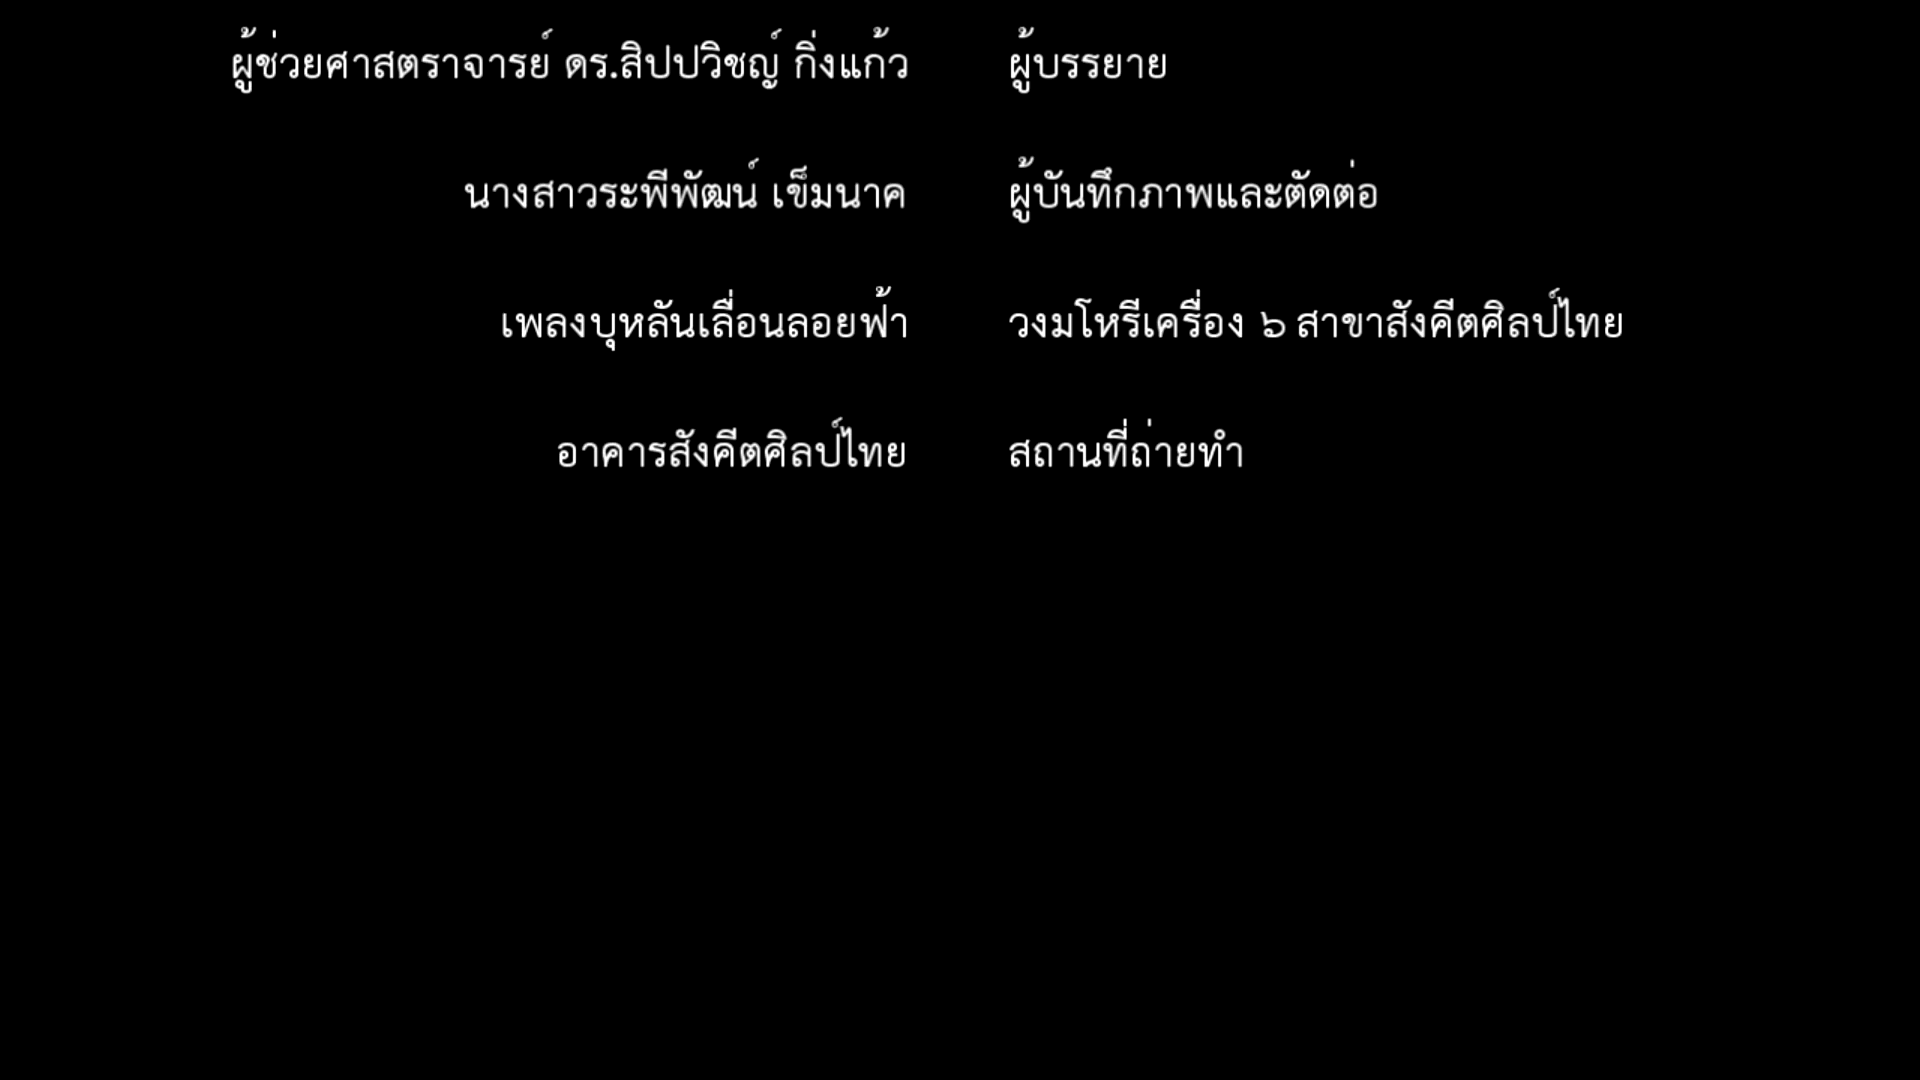 ผู้ช่วยศาสตราจารย์ ดร.สิปปวิชญ์ กิ่งแก้ว ผู้บรรยาย
นางสาวระพีพัฒน์ เข็มนาค ผู้บันทึกภาพและตัดต่อ
เพลงบุหลันเลื่อนลอยฟ้า วงมโหรีเครื่อง ๖ สาขาสังคีตศิลป์ไทย
อาคารสังคีตศิลป์ไทย สถานที่ถ่ายทำ